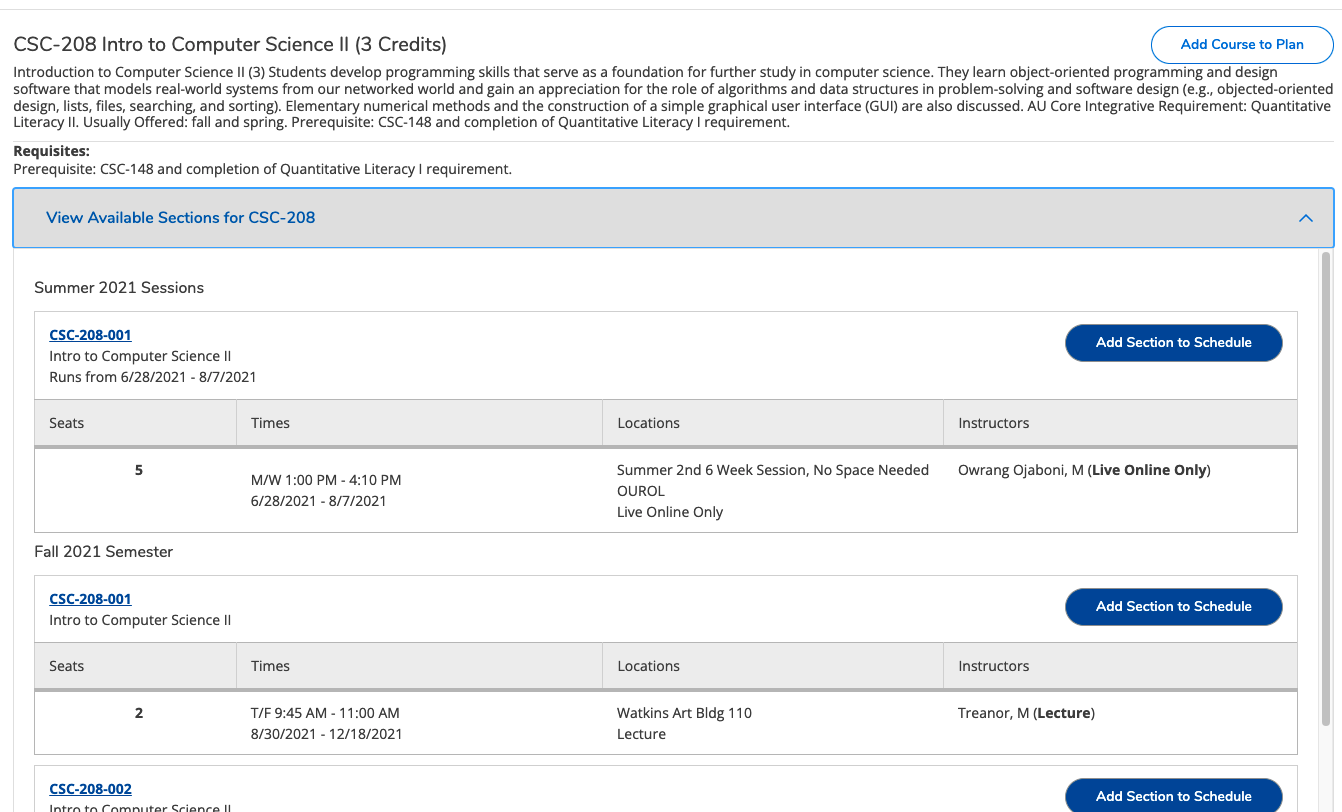 CSC-208 Intro to Computer Science II (3 Credits)
Add Course to Plan
Introduction to Computer Science II (3) Students develop programming skills that serve as a foundation for further study in computer science. They learn object-oriented programming and design
software that models real-world systems from our networked world and gain an appreciation for the role of algorithms and data structures in problem-solving and software design (e.g., objected-oriented
design, lists, files, searching, and sorting). Elementary numerical methods and the construction of a simple graphical user interface (GUI) are also discussed. AU Core Integrative Requirement: Quantitative
Literacy II. Usually Offered: fall and spring. Prerequisite: CSC-148 and completion of Quantitative Literacy I requirement.
Requisites:
Prerequisite: CSC-148 and completion of Quantitative Literacy I requirement.
View Available Sections for CSC-208
Summer 2021 Sessions
CSC-208-001
Add Section to Schedule
Intro to Computer Science II
Runs from 6/28/2021 - 8/7/2021
Seats Times Locations Instructors
5
M/W 1:00 PM - 4:10 PM
6/28/2021 - 8/7/2021
Summer 2nd 6 Week Session, No Space Needed
OUROL
Live Online Only
Owrang Ojaboni, M (Live Online Only)
Fall 2021 Semester
CSC-208-001
Add Section to Schedule
Intro to Computer Science II
Seats Times Locations Instructors
2
T/F 9:45 AM - 11:00 AM
8/30/2021 - 12/18/2021
Watkins Art Bldg 110
Lecture
Treanor, M (Lecture)
CSC-208-002
Add Section to Schedule
Intro to Computer Science II